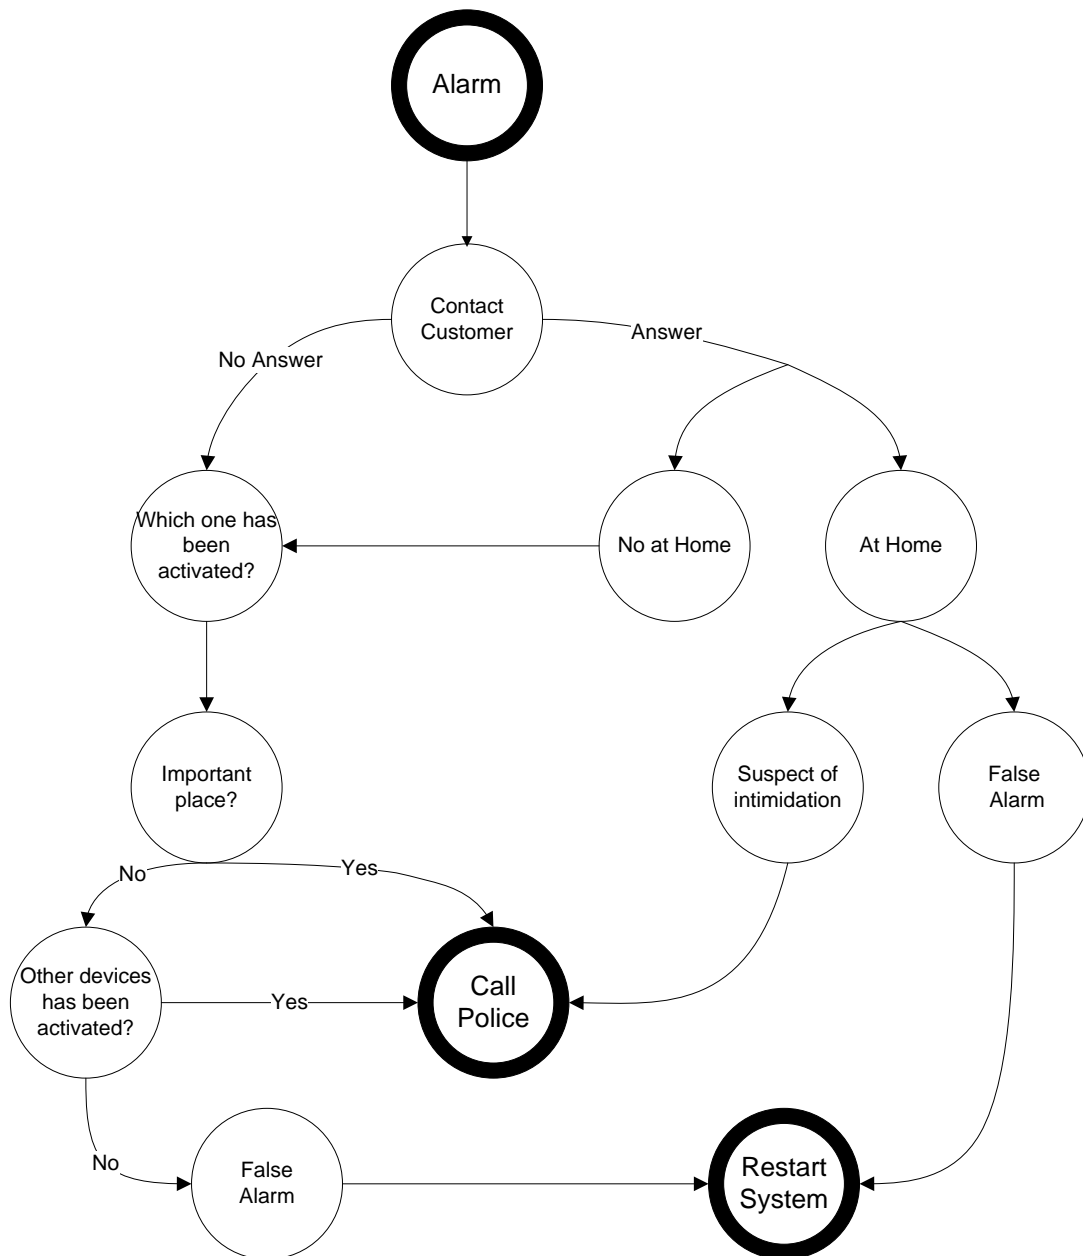 Alarm
Contact
Customer
No Answer
Answer
Which one has
been
activated?
No at Home
At Home
Important
place?
Suspect of
intimidation
False
Alarm
No
Yes
Other devices
has been
activated?
Yes
Call
Police
No
False
Alarm
Restart
System